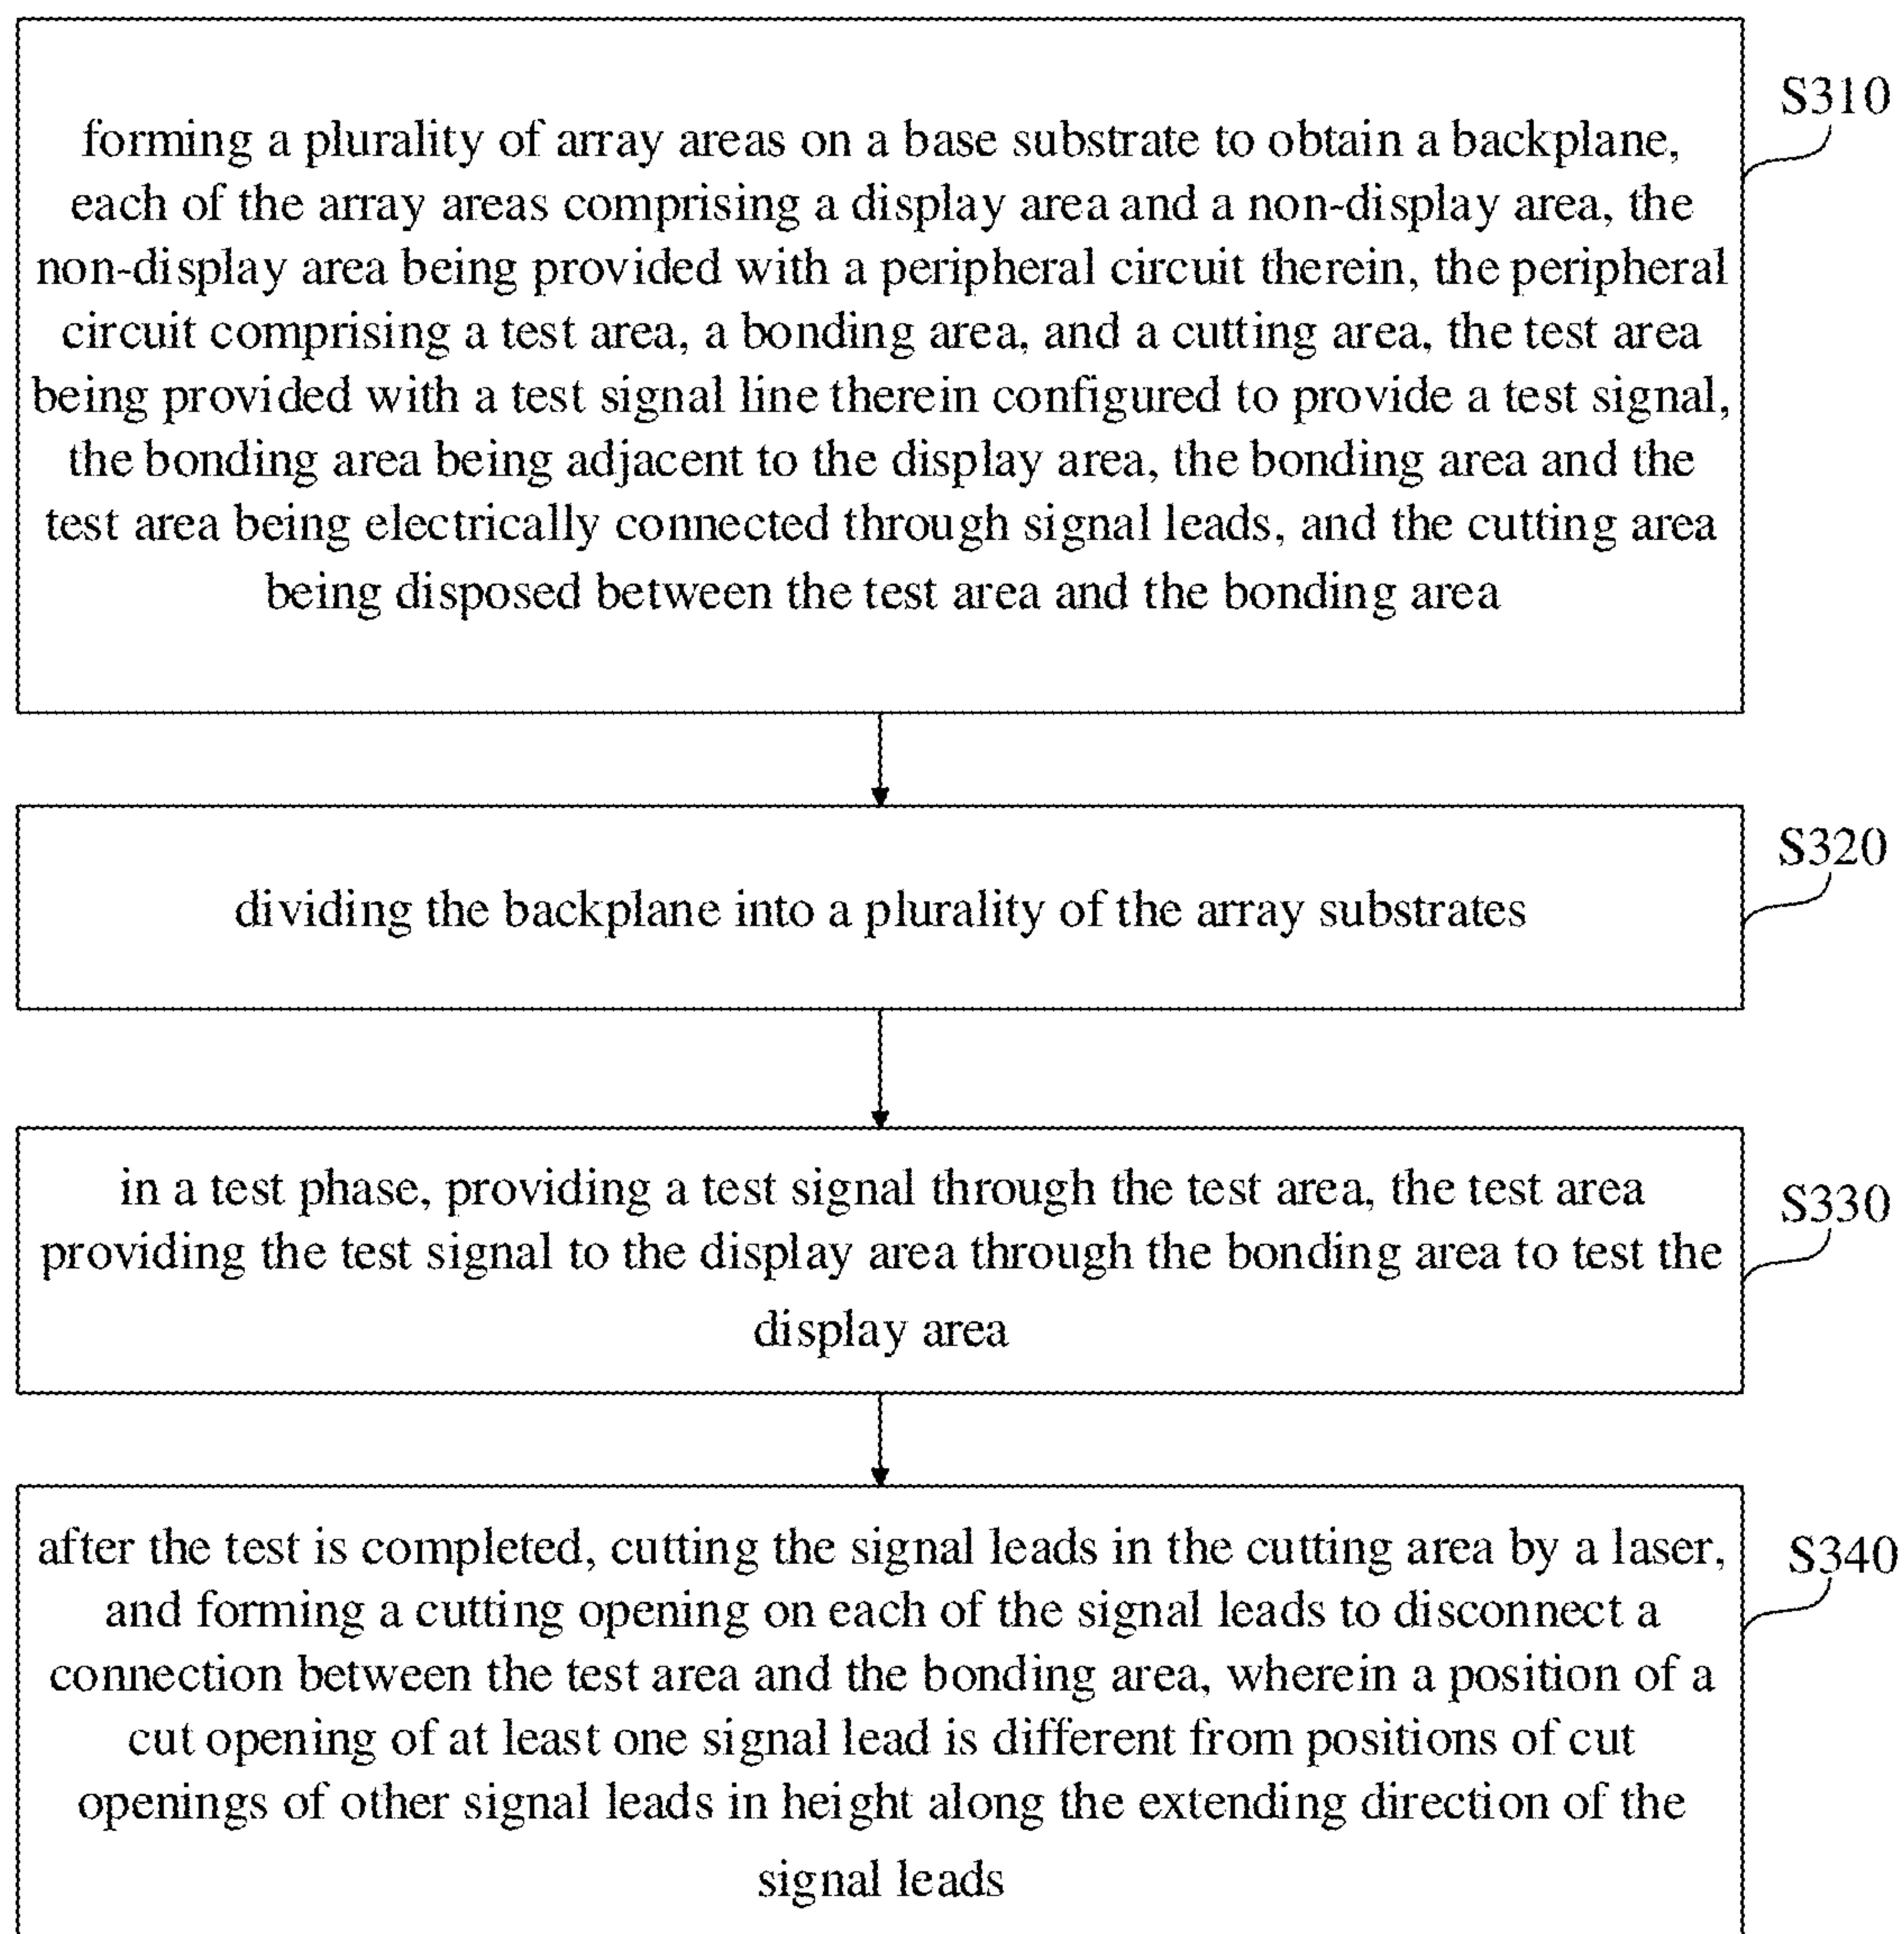 forming a plurality of array areas on a base substrate to obtain a backplane,
each of the array areas comprising a display area and a non-display area, the
non-display area being provided with a peripheral circuit therein, the peripheral
circuit comprising a test area, a bonding area, and a cutting area, the test area
being provided with a test signal line therein configured to provide a test signal,
the bonding area being adjacent to the display area, the bonding area and the
test area being electrically connected through signal leads, and the cutting area
being disposed between the test area and the bonding area
S310
dividing the backplane into a plurality of the array substrates
S320
in a test phase, providing a test signal through the test area, the test area
providing the test signal to the display area through the bonding area to test the
display area
S330
after the test is completed, cutting the signal leads in the cutting area by a laser,
and forming a cutting opening on each of the signal leads to disconnect a
connection between the test area and the bonding area, wherein a position of a
cut opening of at least one signal lead is different from positions of cut
openings of other signal leads in height along the extending direction of the
signal leads
S340